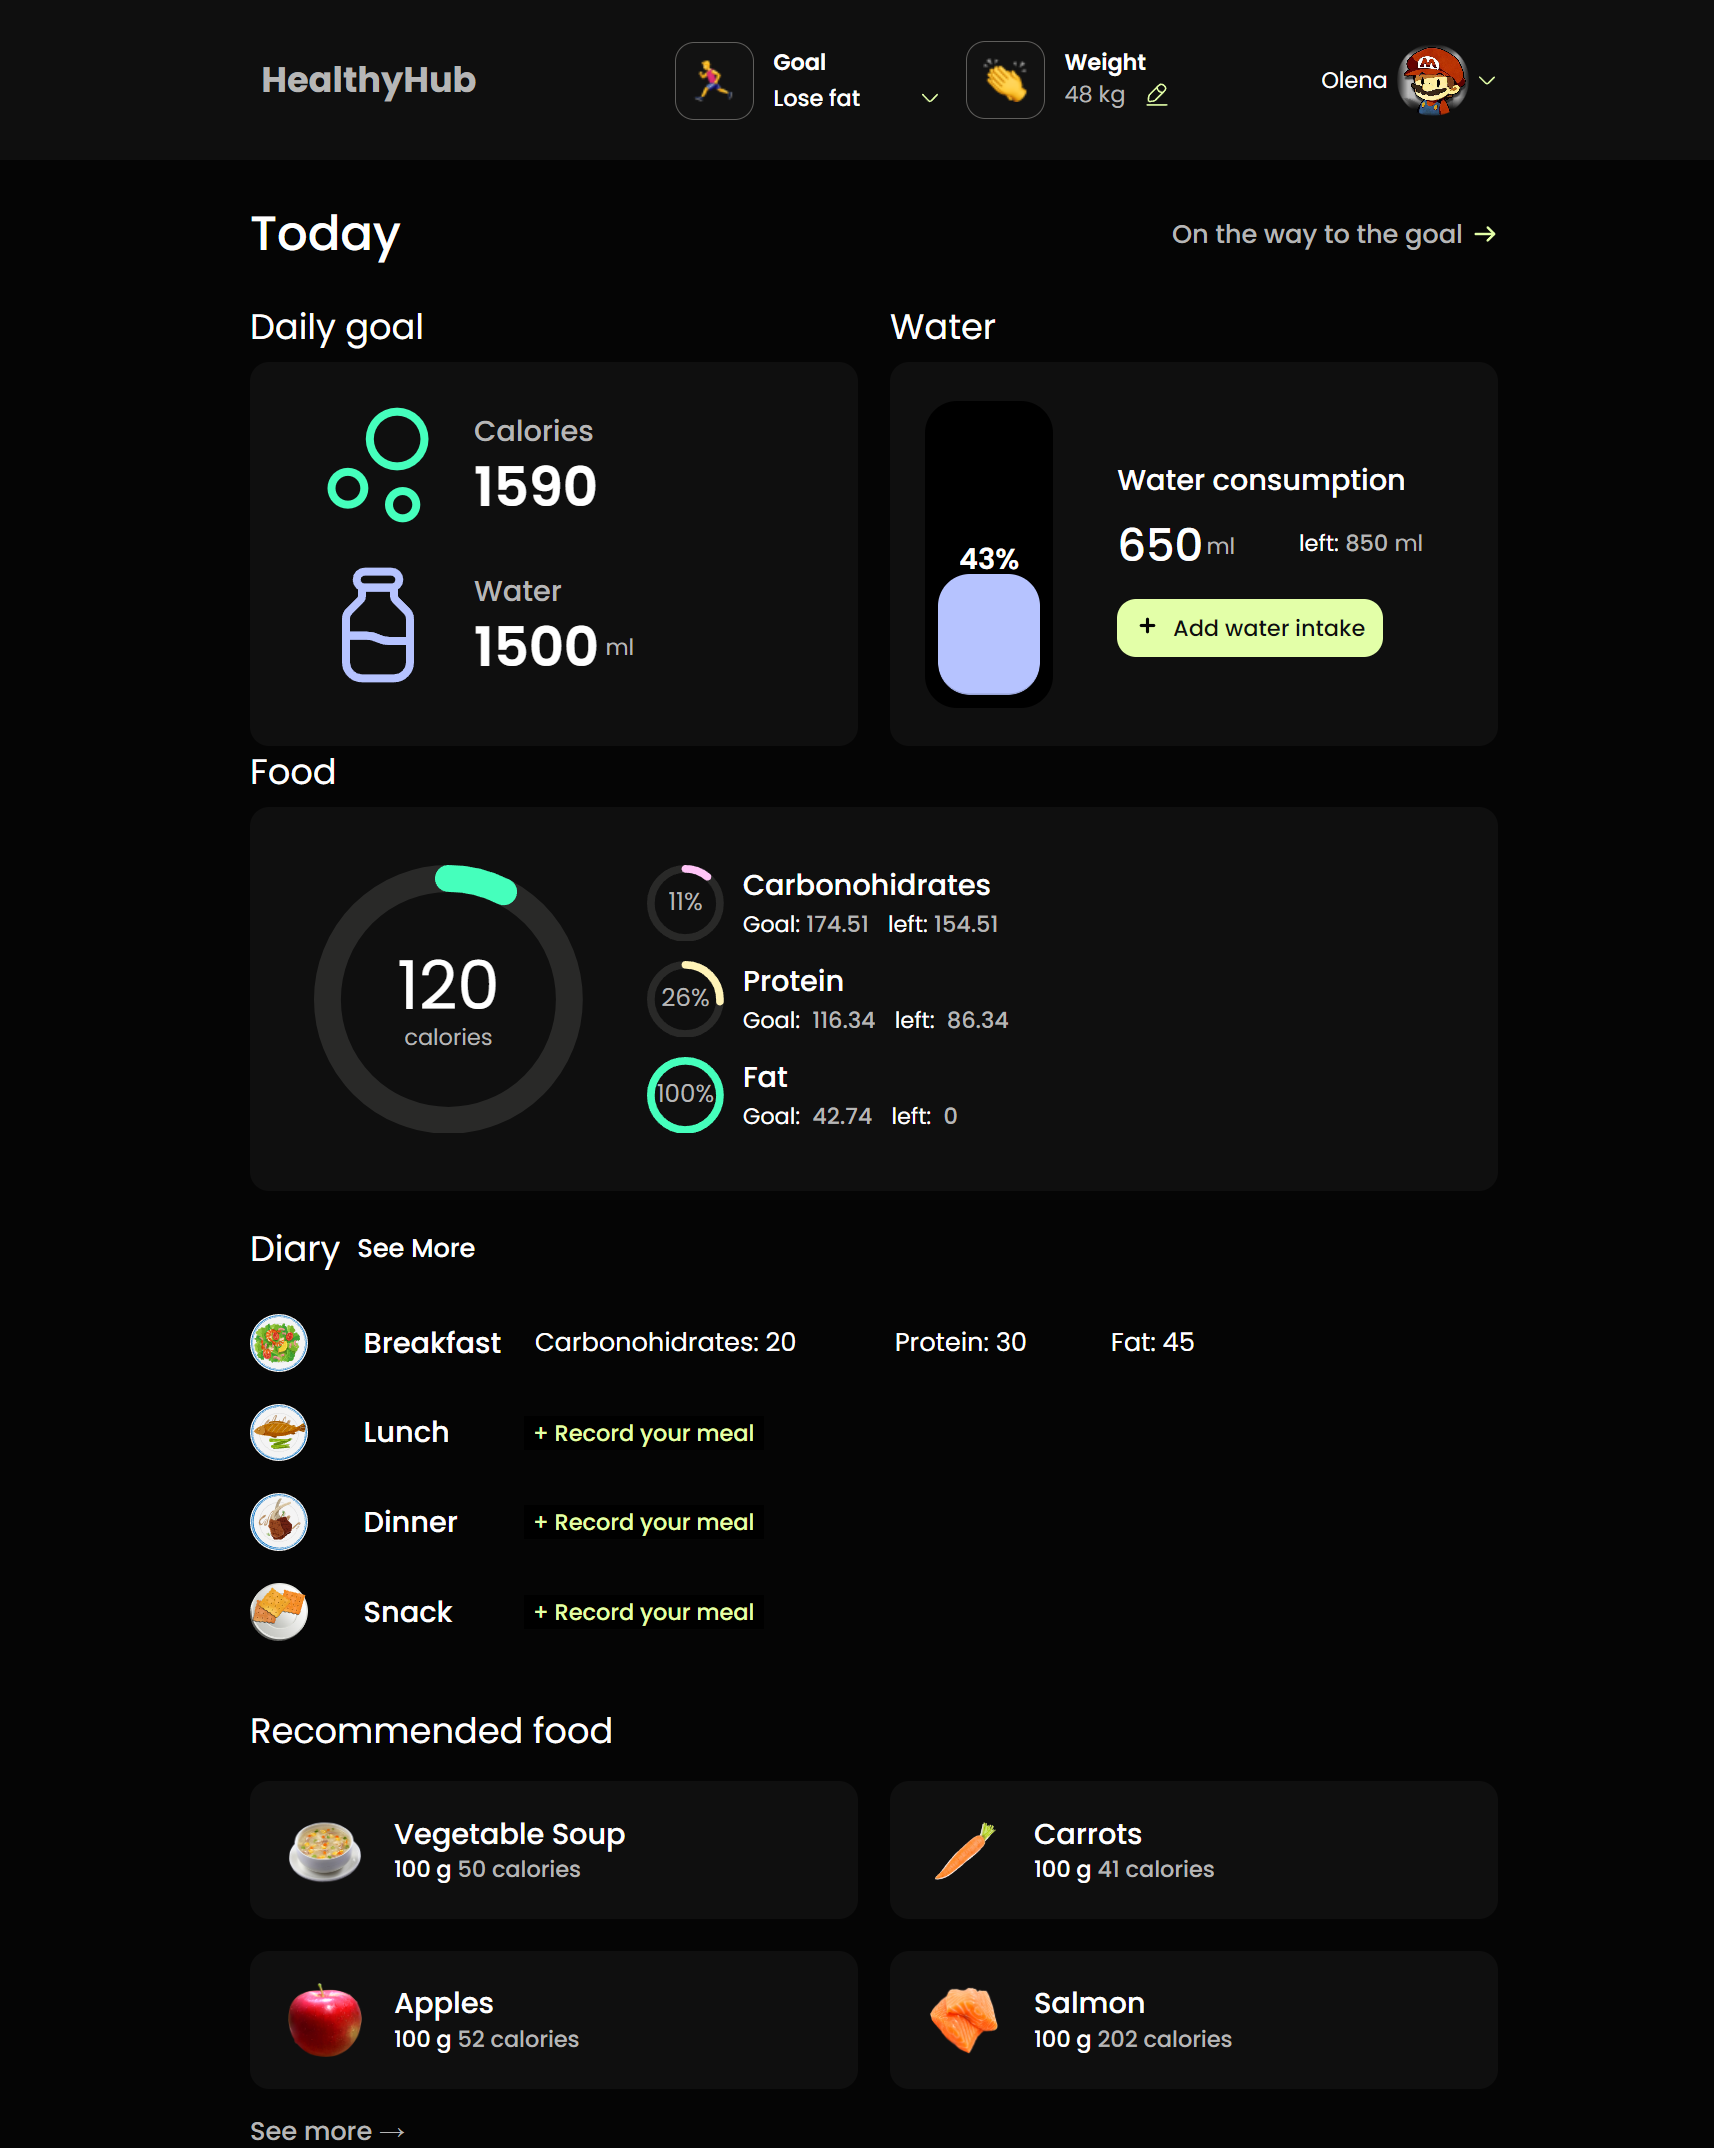 HealthyHub
Goal
Lose fat
Weight
48 kg
Olena
M
Today
On the way to the goal →
Daily goal
Water
Calories
1590
Water
1500 ml
43%
Water consumption
650 ml left: 850 ml
+ Add water intake
Food
120
calories
11%
Carbonohidrates
Goal: 174.51 left: 154.51
26%
Protein
Goal: 116.34 left: 86.34
100%
Fat
Goal: 42.74 left: 0
Diary See More
Breakfast Carbonohidrates: 20 Protein: 30 Fat: 45
Lunch + Record your meal
Dinner + Record your meal
Snack + Record your meal
Recommended food
Vegetable Soup
100 g 50 calories
Carrots
100 g 41 calories
Apples
100 g 52 calories
Salmon
100 g 202 calories
See more →